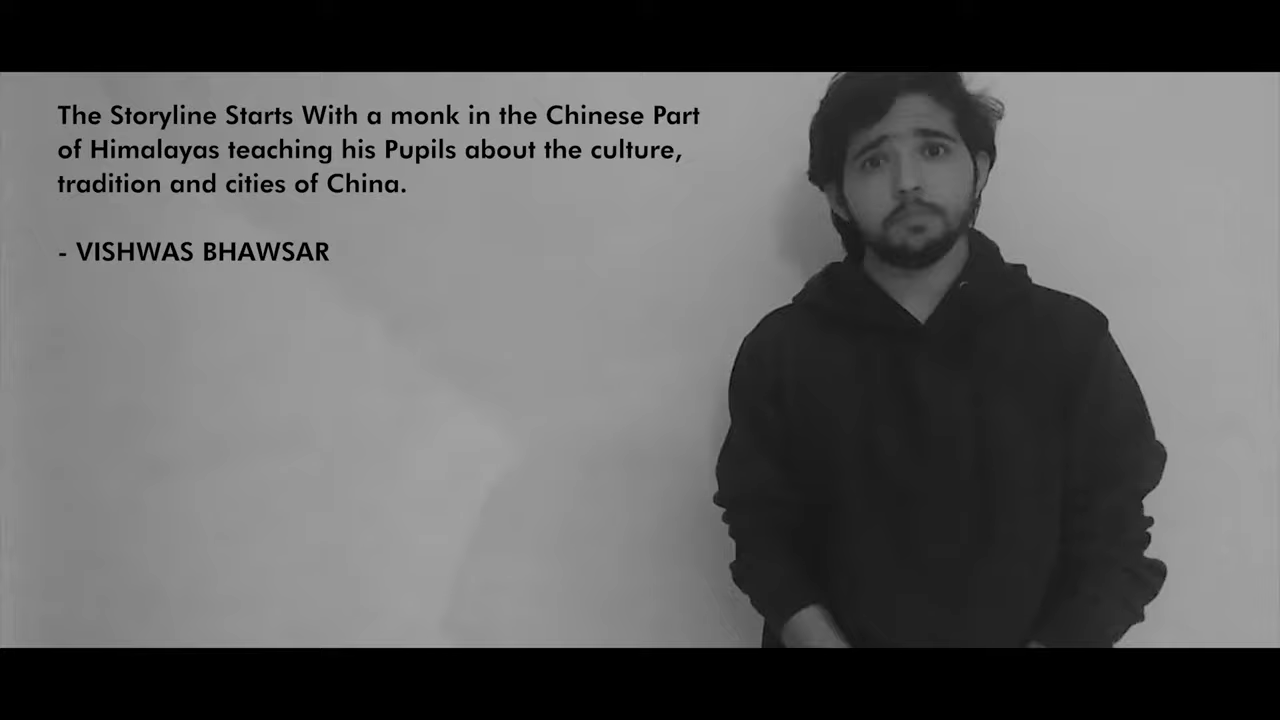 The Storyline Starts With a monk in the Chinese Part
of Himalayas teaching his Pupils about the culture,
tradition and cities of China.
- VISHWAS BHAWSAR